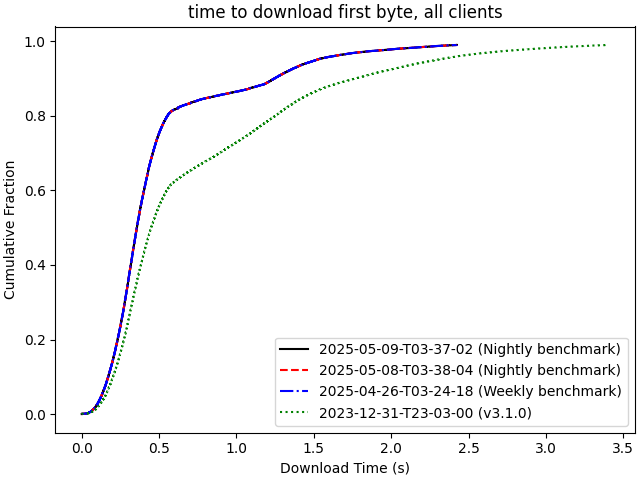 time to download first byte, all clients
1.0
0.8
0.6
0.4
0.2
0.0
Cumulative Fraction
2025-05-09-T03-37-02 (Nightly benchmark)
2025-05-08-T03-38-04 (Nightly benchmark)
2025-04-26-T03-24-18 (Weekly benchmark)
2023-12-31-T23-03-00 (v3.1.0)
0.0 0.5 1.0 1.5 2.0 2.5 3.0 3.5
Download Time (s)